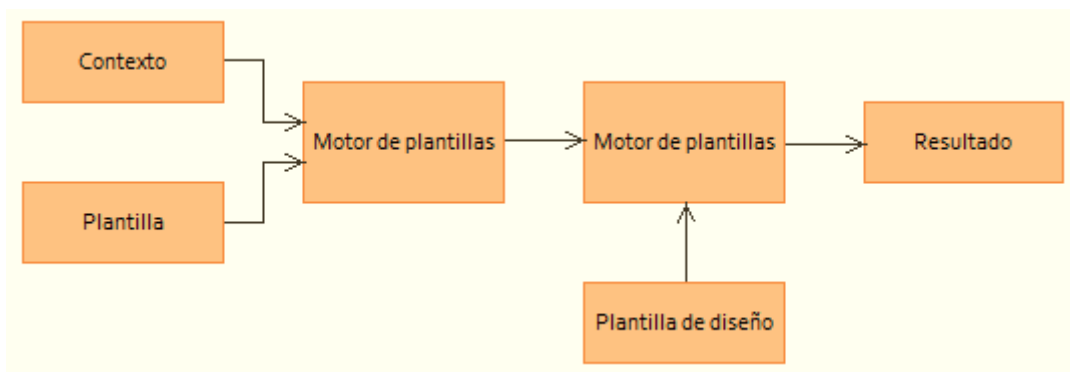 Contexto
Motor de plantillas
Motor de plantillas
Resultado
Plantilla
Plantilla de diseño